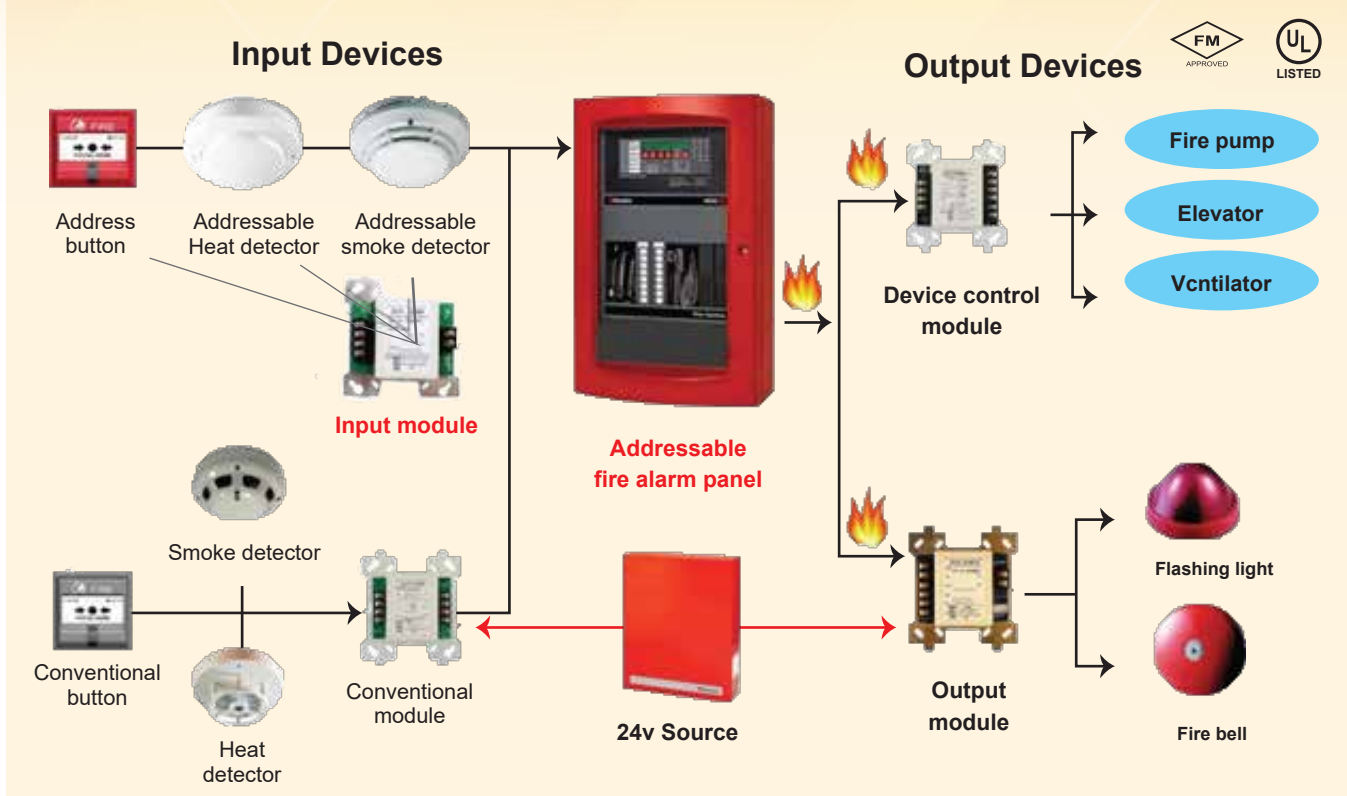 Input Devices
Output Devices
FM
APPROVED
UL
LISTED
FIRE
Address
button
Addressable
Heat detector
Addressable
smoke detector
Input module
Addressable
fire alarm panel
Device control
module
Fire pump
Elevator
Vcntilator
Smoke detector
FIRE
Conventional
button
Heat
detector
Conventional
module
24v Source
Output
module
Flashing light
Fire bell